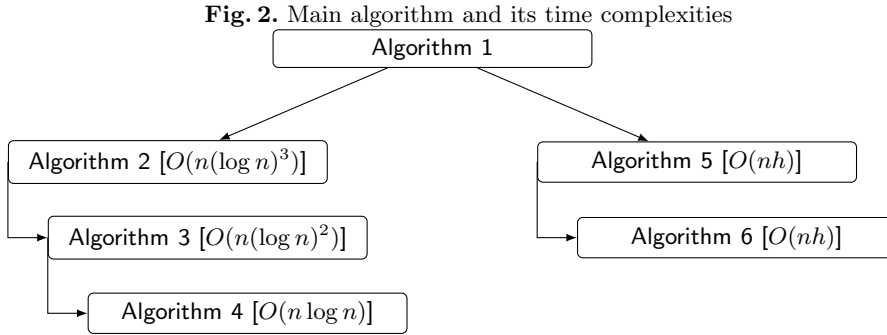 Fig. 2. Main algorithm and its time complexities
Algorithm 1
Algorithm 2 [O(n(log n)³)]
Algorithm 5 [O(nh)]
Algorithm 3 [O(n(log n)²)]
Algorithm 6 [O(nh)]
Algorithm 4 [O(n log n)]